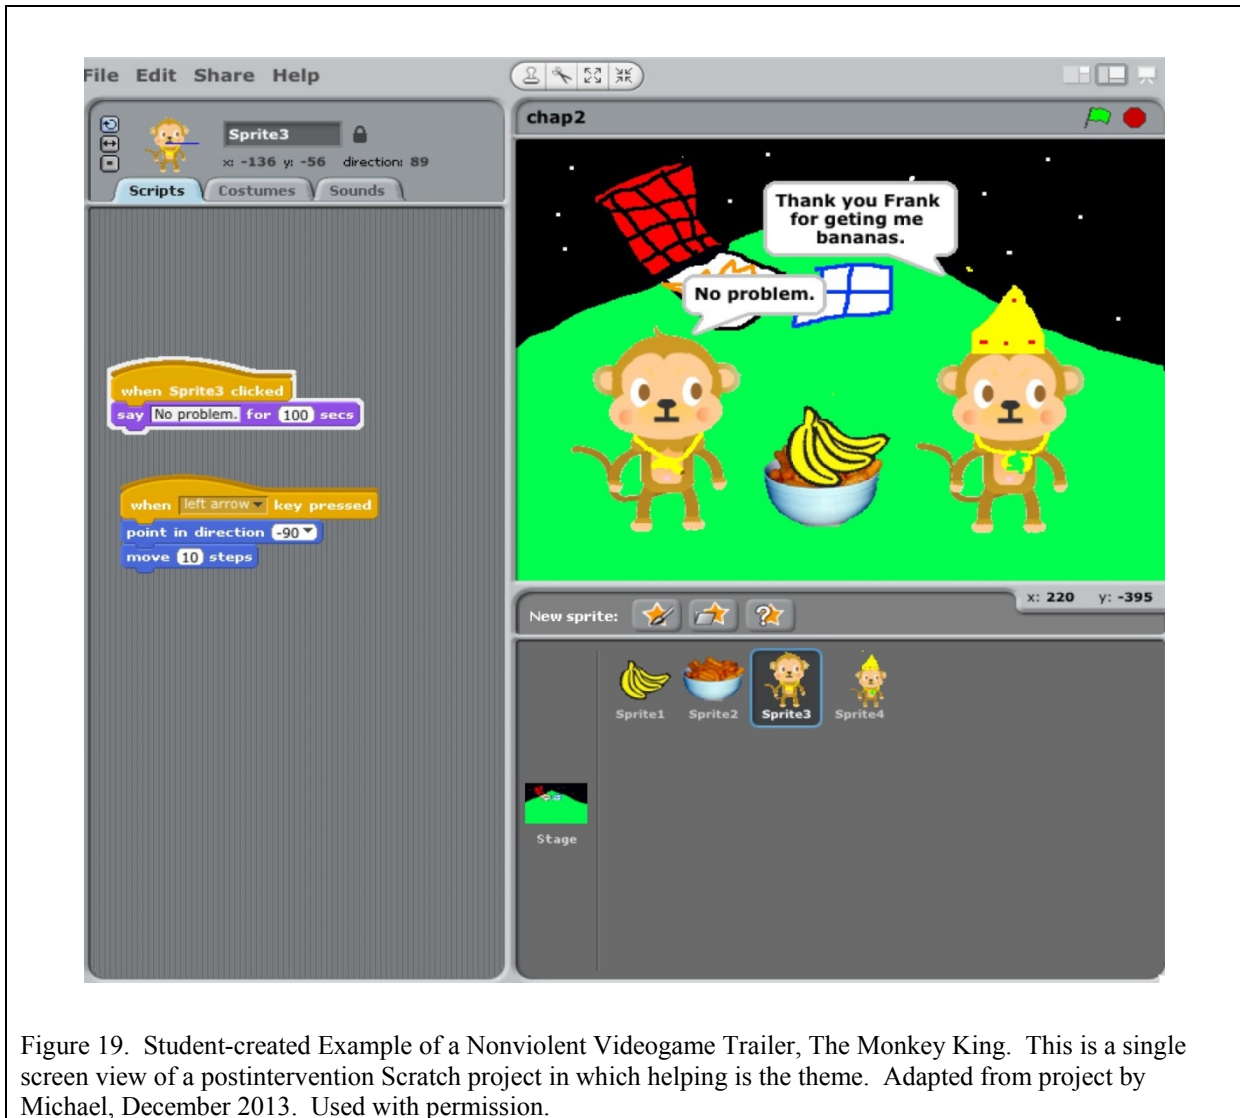 File Edit Share Help
Sprite3
x: -136 y: -56 direction: 89
Scripts Costumes Sounds
when Sprite3 clicked
say No problem. for 100 secs
when left arrow key pressed
point in direction -90
move 10 steps
chap2
Thank you Frank
for geting me
bananas.
No problem.
x: 220 y: -395
New sprite:
Sprite1 Sprite2 Sprite3 Sprite4
Stage
Figure 19. Student-created Example of a Nonviolent Videogame Trailer, The Monkey King. This is a single
screen view of a postintervention Scratch project in which helping is the theme. Adapted from project by
Michael, December 2013. Used with permission.